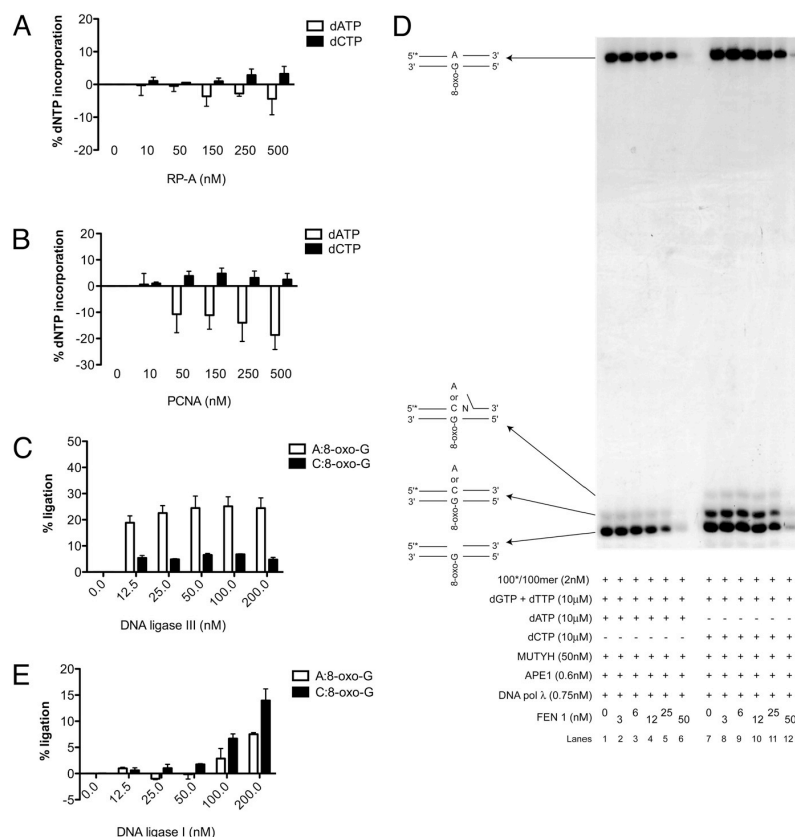 A
% dNTP incorporation
20
10
0
-10
-20
0 10 50 150 250 500
RP-A (nM)
dATP
dCTP
B
% dNTP incorporation
20
10
0
-10
-20
-30
0 10 50 150 250 500
PCNA (nM)
dATP
dCTP
C
% ligation
50
40
30
20
10
0
0.0 12.5 25.0 50.0 100.0 200.0
DNA ligase III (nM)
A:8-oxo-G
C:8-oxo-G
E
% ligation
20
15
10
5
0
-5
0.0 12.5 25.0 50.0 100.0 200.0
DNA ligase I (nM)
A:8-oxo-G
C:8-oxo-G
D
5'* A 3'
3' G 5'
8-oxo-G
A
or
5'* C N 3'
3' G 5'
8-oxo-G
A
or
5'* C 3'
3' G 5'
8-oxo-G
5'* 3'
3' G 5'
8-oxo-G
100*/100mer (2nM) + + + + + + + + + + + +
dGTP + dTTP (10μM) + + + + + + + + + + + +
dATP (10μM) + + + + + + - - - - - -
dCTP (10μM) - - - - - - + + + + + +
MUTYH (50nM) + + + + + + + + + + + +
APE1 (0.6nM) + + + + + + + + + + + +
DNA pol λ (0.75nM) + + + + + + + + + + + +
FEN 1 (nM) 0 3 6 12 25 50 0 3 6 12 25 50
Lanes 1 2 3 4 5 6 7 8 9 10 11 12